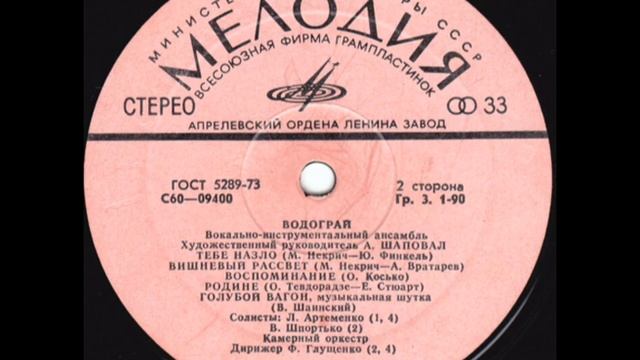 МИНИСТЕ РЫ СССР
МЕЛОДИЯ
ВСЕСОЮЗНАЯ ФИРМА ГРАМПЛАСТИНОК
СТЕРЕО 33
АПРЕЛЕВСКИЙ ОРДЕНА ЛЕНИНА ЗАВОД
ГОСТ 5289-73 2 сторона
С60—09400 Гр. 3. 1-90
ВОДОГРАЙ
Вокально-инструментальный ансамбль
Художественный руководитель А. ШАПОВАЛ
ТЕБЕ НАЗЛО (М. Некрич—Ю. Финкель)
ВИШНЕВЫЙ РАССВЕТ (М. Некрич—А. Вратарев)
ВОСПОМИНАНИЕ (О. Косько)
РОДИНЕ (О. Тевдорадзе—Е. Стюарт)
ГОЛУБОЙ ВАГОН, музыкальная шутка
(В. Шаинский)
Солисты: Л. Артеменко (1, 4)
В. Шпортько (2)
Камерный оркестр
Дирижер Ф. Глущенко (2, 4)